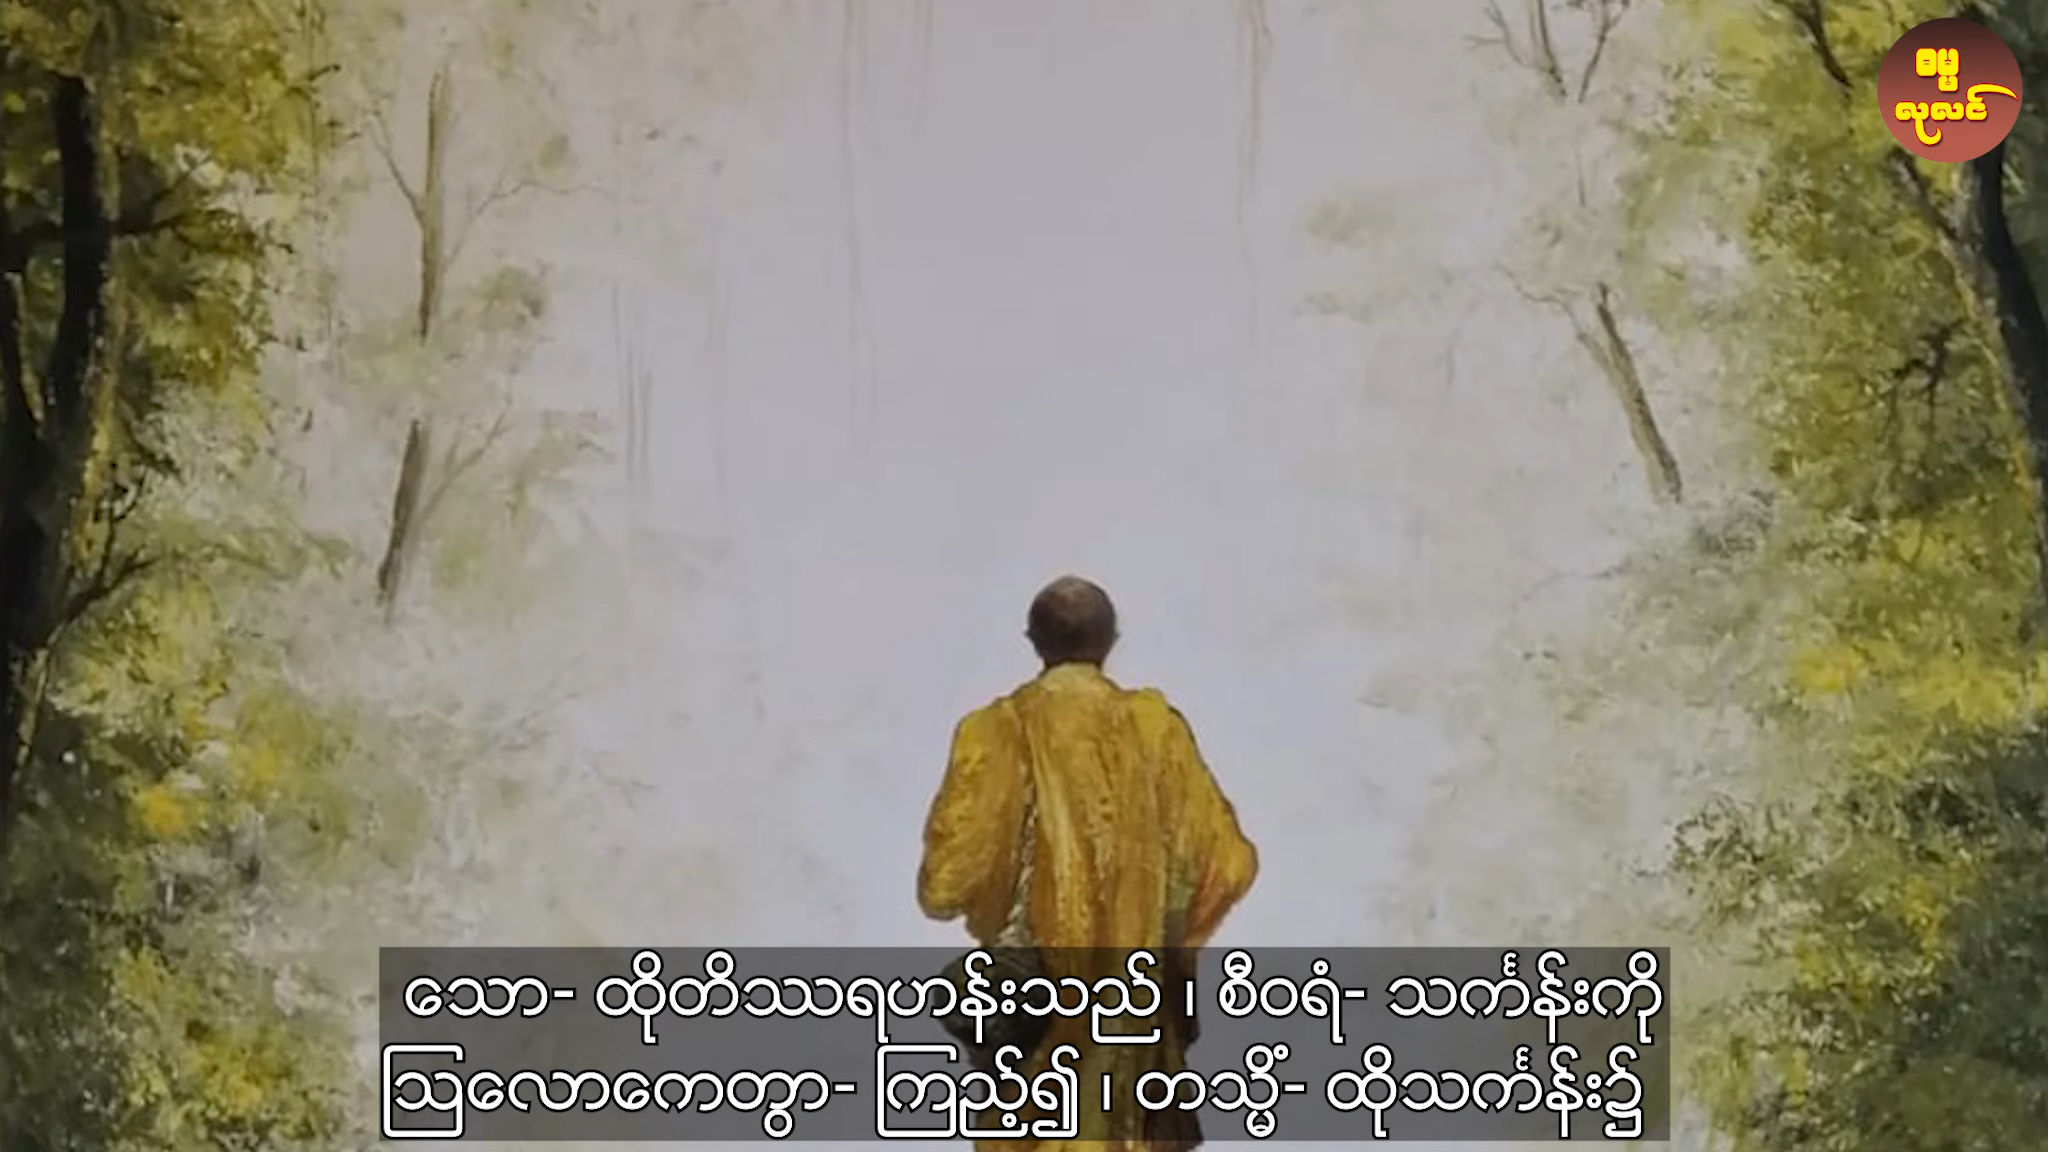 ဓမ္မ
လုလင်
သော- ထိုတိဿရဟန်းသည် ၊ စီဝရံ- သင်္ကန်းကို
ဩလောကေတွာ- ကြည့်၍ ၊ တသ္မိံ- ထိုသင်္ကန်း၌